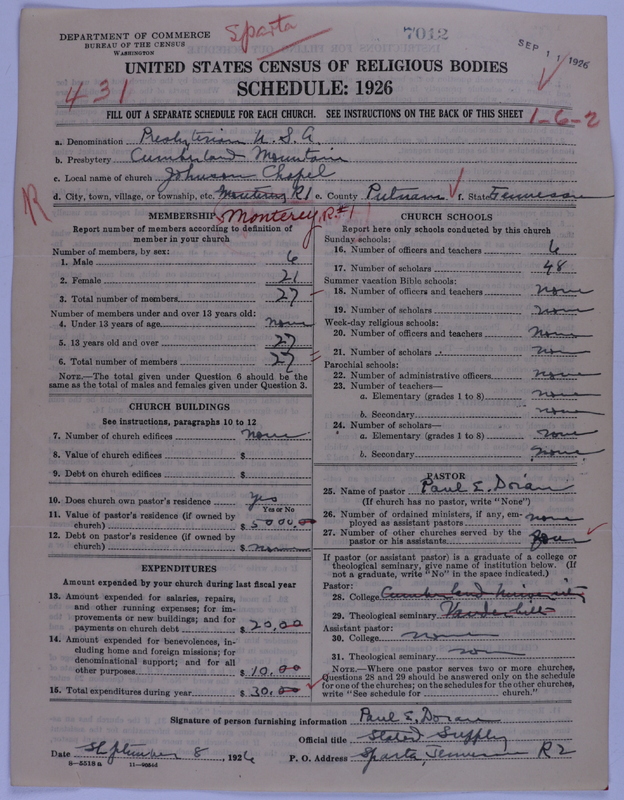 DEPARTMENT OF COMMERCE
BUREAU OF THE CENSUS
WASHINGTON
Sparta
7012
SEP 11 1926
UNITED STATES CENSUS OF RELIGIOUS BODIES
SCHEDULE: 1926
431
FILL OUT A SEPARATE SCHEDULE FOR EACH CHURCH. SEE INSTRUCTIONS ON THE BACK OF THIS SHEET
1-6-2
a. Denomination Presbyterian U.S.A.
b. Presbytery Cumberland Mountain
c. Local name of church Johnson Chapel
d. City, town, village, or township, etc. Monterey R1 e. County Putnam f. State Tennessee
R
Monterey, R#1
MEMBERSHIP
Report number of members according to definition of
member in your church
Number of members, by sex:
1. Male 6
2. Female 21
3. Total number of members 27
Number of members under and over 13 years old:
4. Under 13 years of age none
5. 13 years old and over 27
6. Total number of members 27
NOTE.—The total given under Question 6 should be the
same as the total of males and females given under Question 3.
CHURCH BUILDINGS
See instructions, paragraphs 10 to 12
7. Number of church edifices none
8. Value of church edifices $
9. Debt on church edifices $
10. Does church own pastor's residence yes
Yes or No
11. Value of pastor's residence (if owned by
church) $ 5000.00
12. Debt on pastor's residence (if owned by
church) $ none
EXPENDITURES
Amount expended by your church during last fiscal year
13. Amount expended for salaries, repairs,
and other running expenses; for im-
provements or new buildings; and for
payments on church debt $ 20.00
14. Amount expended for benevolences, in-
cluding home and foreign missions; for
denominational support; and for all
other purposes $ 10.00
15. Total expenditures during year $ 30.00
CHURCH SCHOOLS
Report here only schools conducted by this church
Sunday schools:
16. Number of officers and teachers 6
17. Number of scholars 48
Summer vacation Bible schools:
18. Number of officers and teachers none
19. Number of scholars none
Week-day religious schools:
20. Number of officers and teachers none
21. Number of scholars non
Parochial schools:
22. Number of administrative officers none
23. Number of teachers—
a. Elementary (grades 1 to 8) none
b. Secondary none
24. Number of scholars—
a. Elementary (grades 1 to 8) none
b. Secondary none
PASTOR
25. Name of pastor Paul E. Doran
(If church has no pastor, write "None")
26. Number of ordained ministers, if any, em-
ployed as assistant pastors none
27. Number of other churches served by the
pastor or his assistants four
If pastor (or assistant pastor) is a graduate of a college or
theological seminary, give name of institution below. (If
not a graduate, write "No" in the space indicated.)
Pastor:
28. College Cumberland University
29. Theological seminary Vanderbilt
Assistant pastor:
30. College none
31. Theological seminary non
NOTE.—Where one pastor serves two or more churches,
Questions 28 and 29 should be answered only on the schedule
for one of the churches; on the schedules for the other churches,
write "See schedule for church."
Signature of person furnishing information Paul E. Doran
Official title Stated Supply
Date September 8, 1926 P. O. Address Sparta, Tennessee R2
8—5518 a